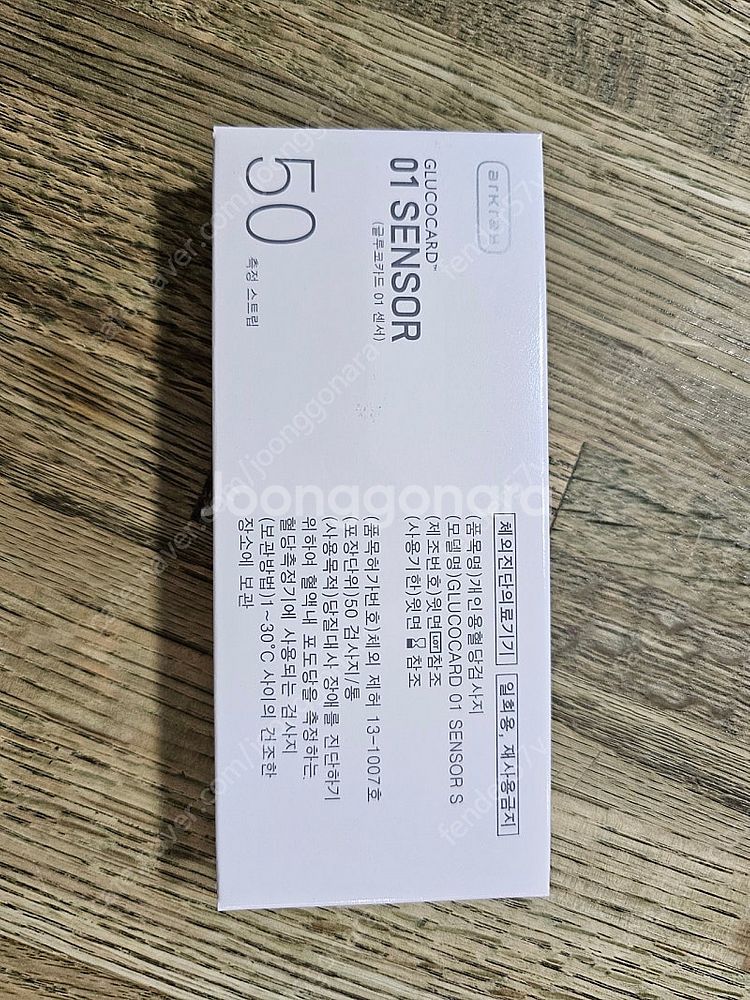 arkray
GLUCOCARD™
01 SENSOR
(글루코카드 01 센서)
50 측정 스트립
체외진단의료기기 일회용, 재사용금지
(품목명)개인용혈당검사지
(모델명)GLUCOCARD 01 SENSOR S
(제조번호)윗면 LOT 참조
(사용기한)윗면 참조
(품목허가번호)체외 제허 13-1007호
(포장단위)50 검사지/통
(사용목적)당질대사 장애를 진단하기
위하여 혈액내 포도당을 측정하는
혈당측정기에 사용되는 검사지
(보관방법)1~30℃ 사이의 건조한
장소에 보관
Joonggonara